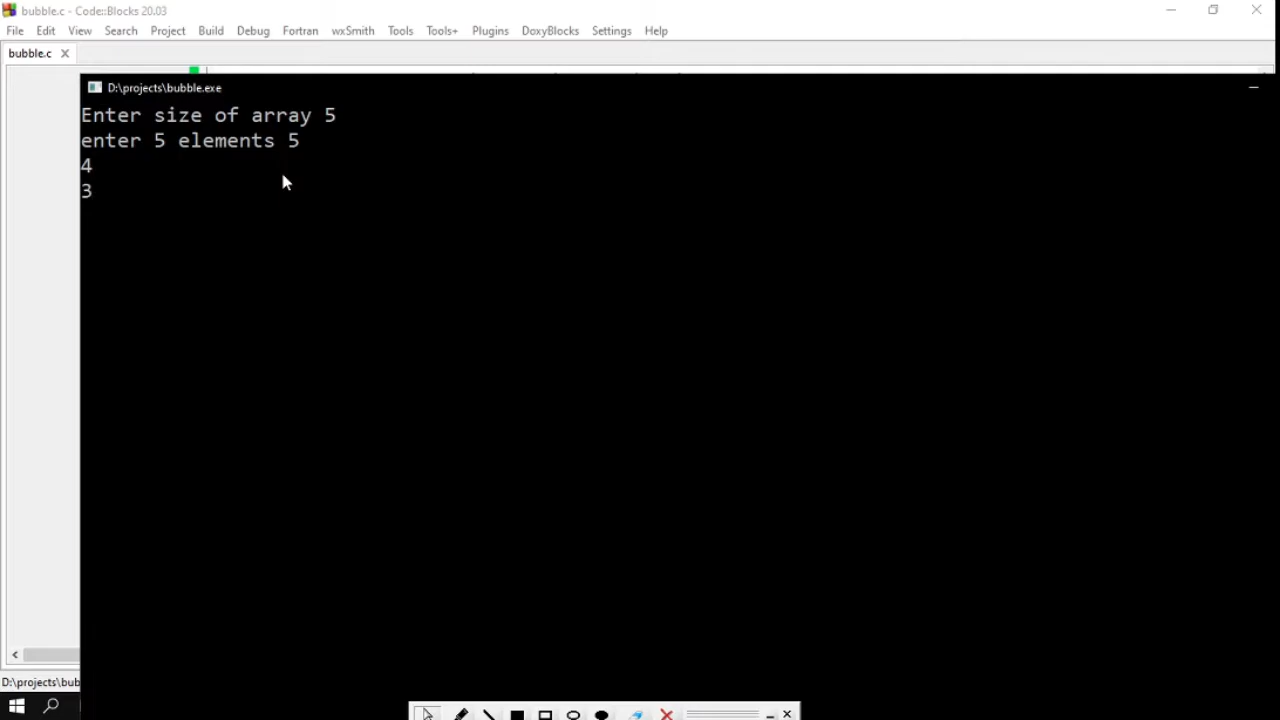 bubble.c - Code::Blocks 20.03
File Edit View Search Project Build Debug Fortran wxSmith Tools Tools+ Plugins DoxyBlocks Settings Help
bubble.c
D:\projects\bubble.exe
Enter size of array 5
enter 5 elements 5
4
3
D:\projects\bub